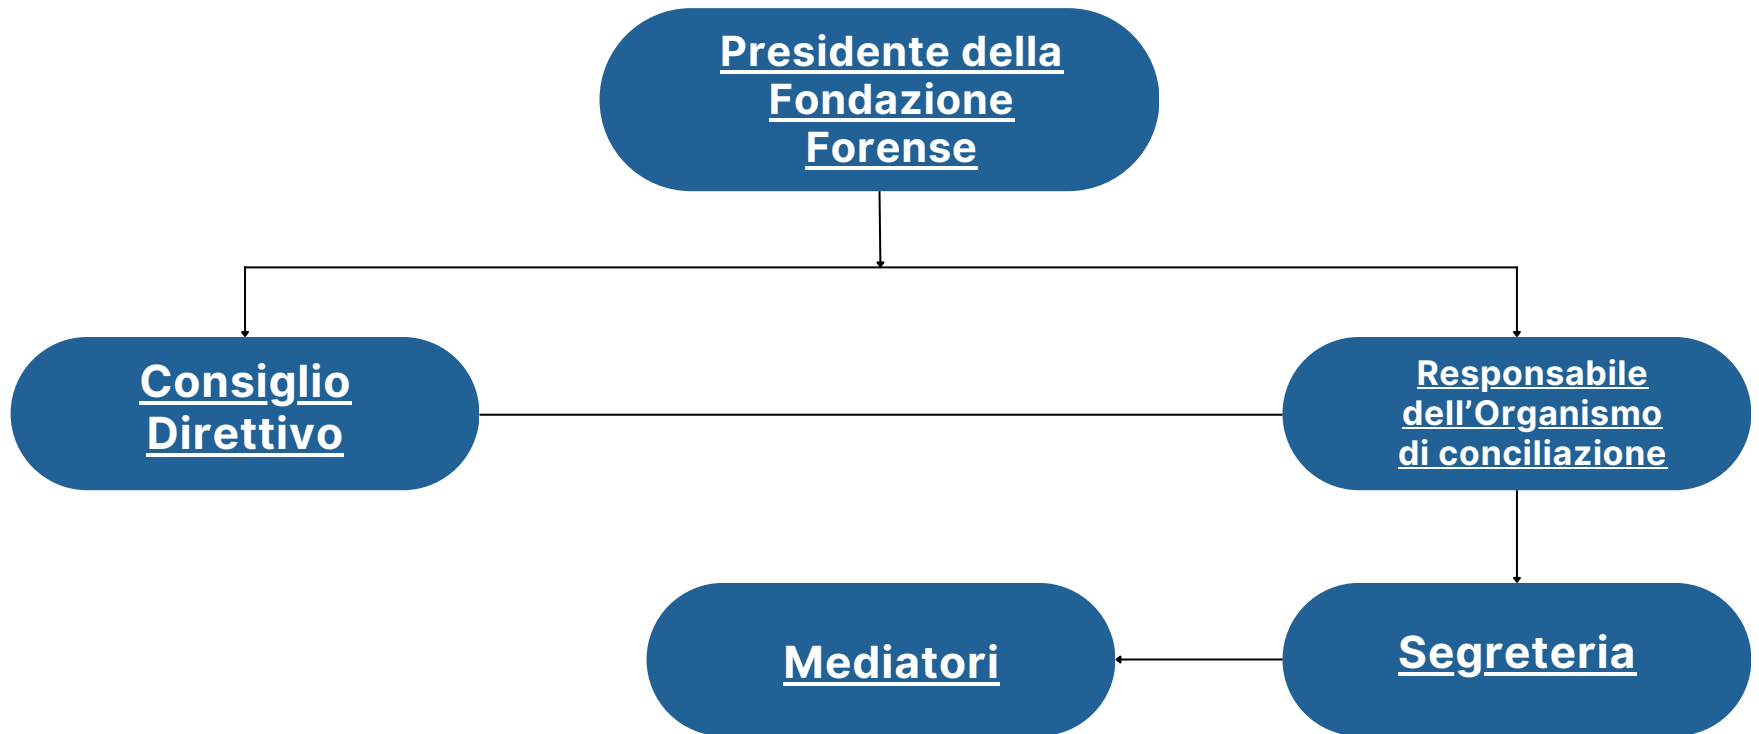 Presidente della
Fondazione
Forense
Consiglio
Direttivo
Responsabile
dell’Organismo
di conciliazione
Mediatori
Segreteria